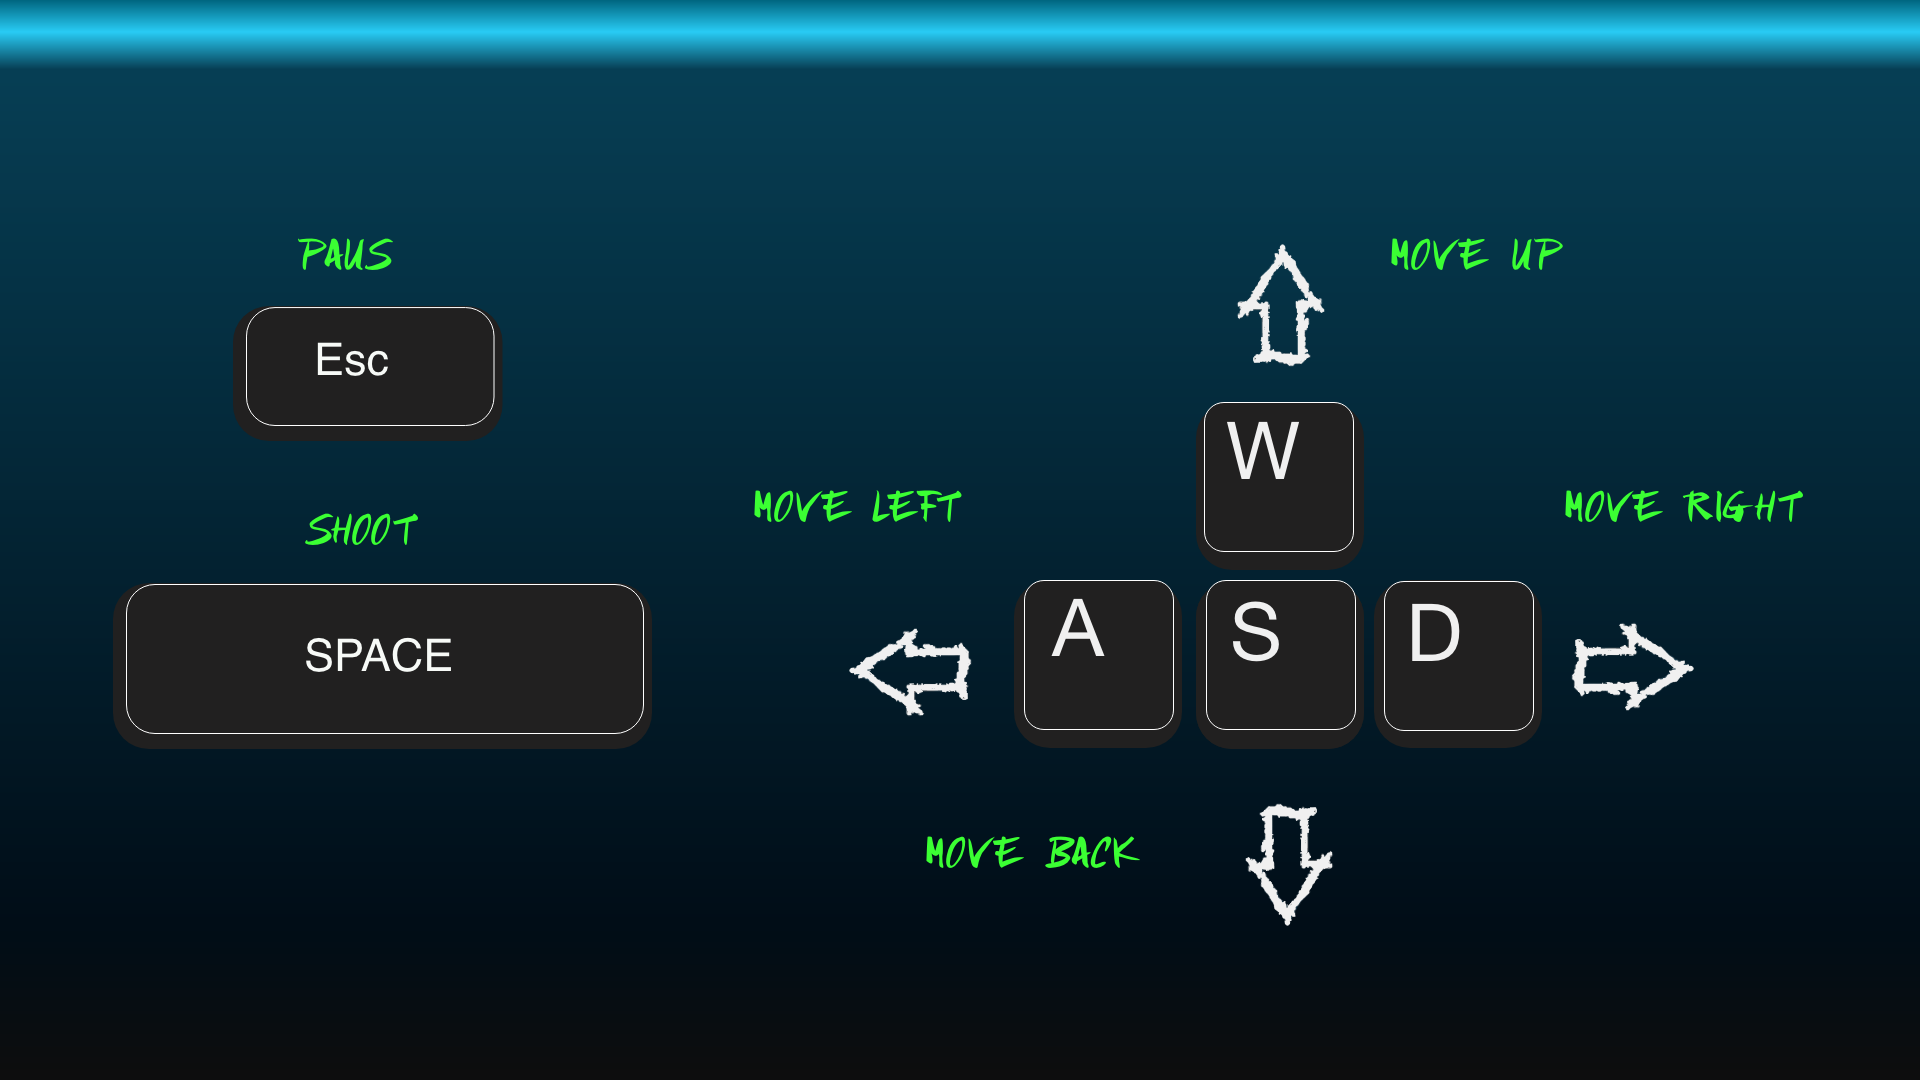 PAUS
Esc
SHOOT
SPACE
MOVE UP
W
MOVE LEFT
MOVE RIGHT
A
S
D
MOVE BACK